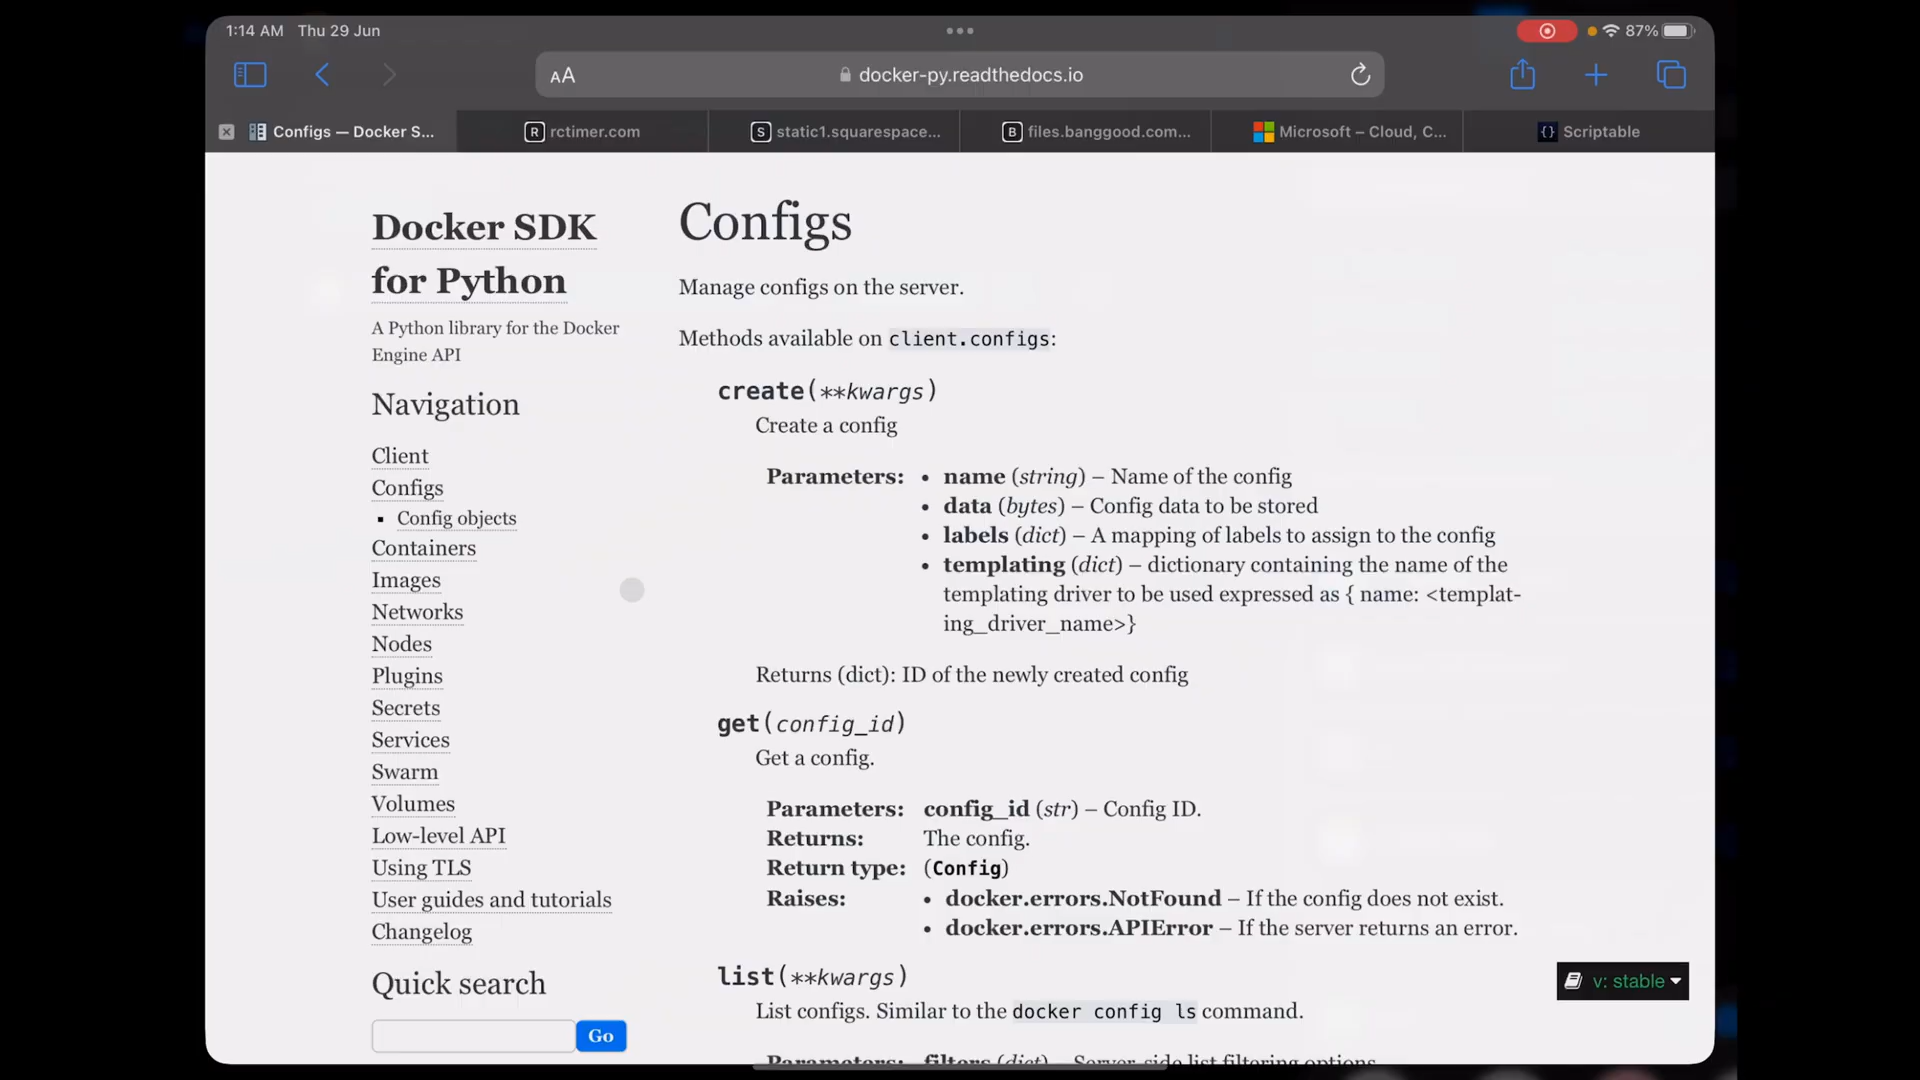 1:14 AM Thu 29 Jun
87%
AA
docker-py.readthedocs.io
Configs — Docker S...
R rctimer.com
S static1.squarespace...
B files.banggood.com...
Microsoft – Cloud, C...
{} Scriptable
Docker SDK
for Python
A Python library for the Docker
Engine API
Navigation
Client
Configs
▪ Config objects
Containers
Images
Networks
Nodes
Plugins
Secrets
Services
Swarm
Volumes
Low-level API
Using TLS
User guides and tutorials
Changelog
Quick search
Go
Configs
Manage configs on the server.
Methods available on client.configs:
create(**kwargs)
Create a config
Parameters: • name (string) – Name of the config
• data (bytes) – Config data to be stored
• labels (dict) – A mapping of labels to assign to the config
• templating (dict) – dictionary containing the name of the
templating driver to be used expressed as { name: <templat-
ing_driver_name>}
Returns (dict): ID of the newly created config
get(config_id)
Get a config.
Parameters: config_id (str) – Config ID.
Returns: The config.
Return type: (Config)
Raises: • docker.errors.NotFound – If the config does not exist.
• docker.errors.APIError – If the server returns an error.
list(**kwargs)
List configs. Similar to the docker config ls command.
Parameters: filters (dict) – Server-side list filtering options.
v: stable